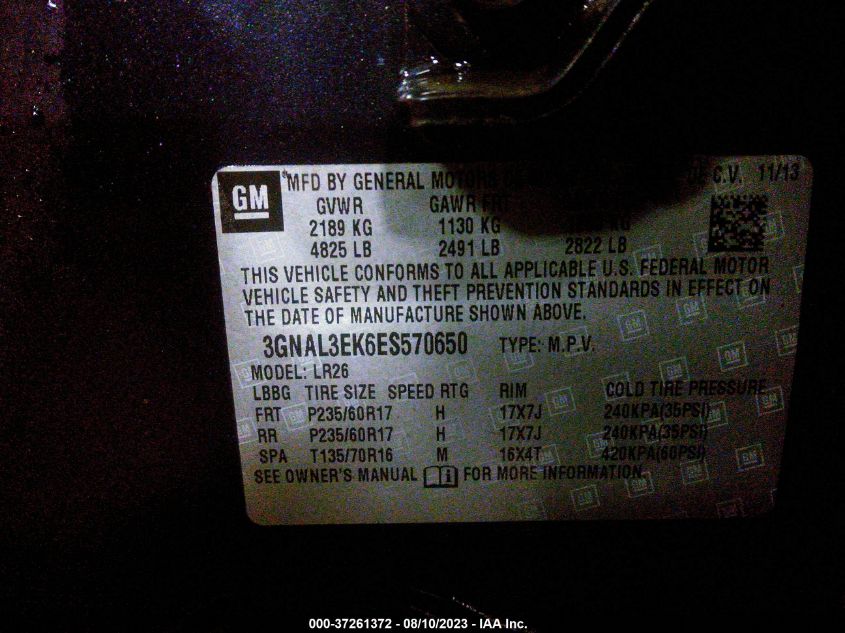 GM
MFD BY GENERAL MOTORS DE C.V. 11/13
GVWR GAWR FRT
2189 KG 1130 KG KG
4825 LB 2491 LB 2822 LB
THIS VEHICLE CONFORMS TO ALL APPLICABLE U.S. FEDERAL MOTOR
VEHICLE SAFETY AND THEFT PREVENTION STANDARDS IN EFFECT ON
THE DATE OF MANUFACTURE SHOWN ABOVE.
3GNAL3EK6ES570650 TYPE: M.P.V.
MODEL: LR26
LBBG TIRE SIZE SPEED RTG RIM COLD TIRE PRESSURE
FRT P235/60R17 H 17X7J 240KPA(35PSI)
RR P235/60R17 H 17X7J 240KPA(35PSI)
SPA T135/70R16 M 16X4T 420KPA(60PSI)
SEE OWNER'S MANUAL FOR MORE INFORMATION
000-37261372 - 08/10/2023 - IAA Inc.